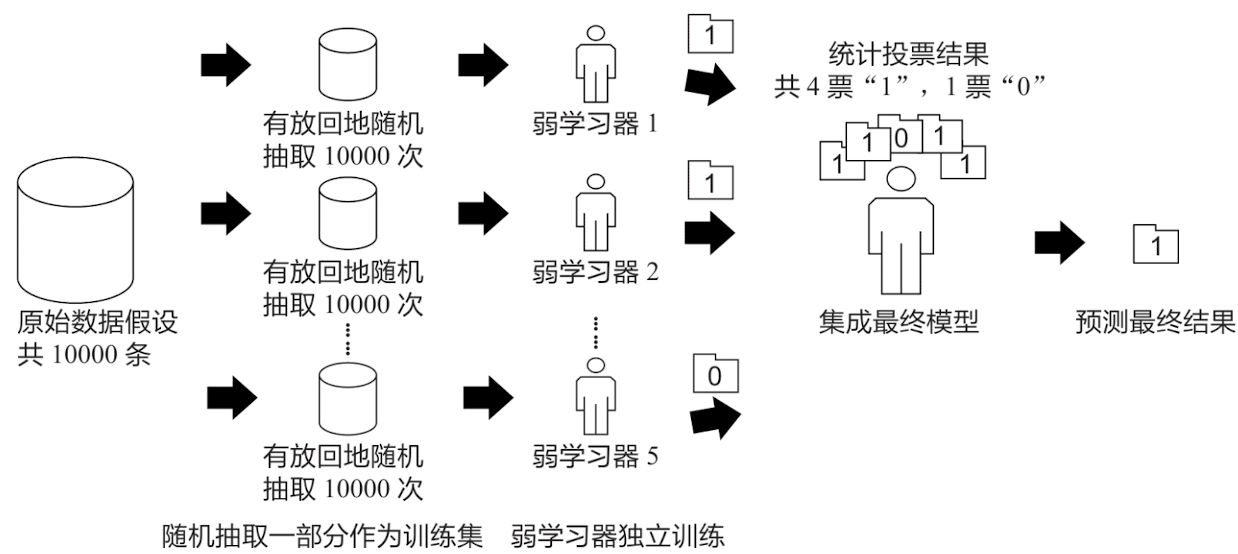 1
统计投票结果
共 4 票“1”，1 票“0”
有放回地随机
抽取 10000 次
弱学习器 1
1
1
0
1
1
1
有放回地随机
抽取 10000 次
弱学习器 2
1
原始数据假设
共 10000 条
集成最终模型
预测最终结果
0
有放回地随机
抽取 10000 次
弱学习器 5
随机抽取一部分作为训练集
弱学习器独立训练